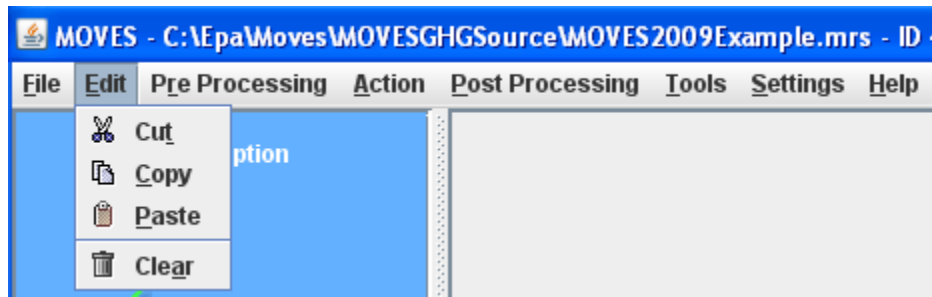 MOVES - C:\Epa\Moves\MOVESGHGSource\MOVES2009Example.mrs - ID
File Edit Pre Processing Action Post Processing Tools Settings Help
Cut
ption
Copy
Paste
Clear